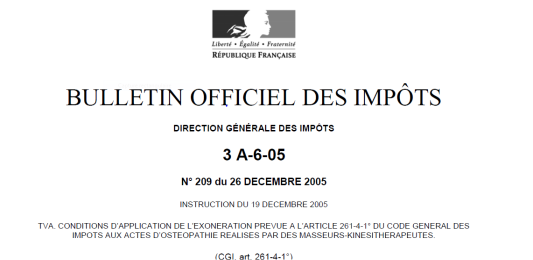 Liberté • Égalité • Fraternité
RÉPUBLIQUE FRANÇAISE
BULLETIN OFFICIEL DES IMPÔTS
DIRECTION GÉNÉRALE DES IMPÔTS
3 A-6-05
N° 209 du 26 DECEMBRE 2005
INSTRUCTION DU 19 DECEMBRE 2005
TVA. CONDITIONS D'APPLICATION DE L'EXONERATION PREVUE A L'ARTICLE 261-4-1° DU CODE GENERAL DES
IMPOTS AUX ACTES D'OSTEOPATHIE REALISES PAR DES MASSEURS-KINESITHERAPEUTES.
(CGI, art. 261-4-1°)